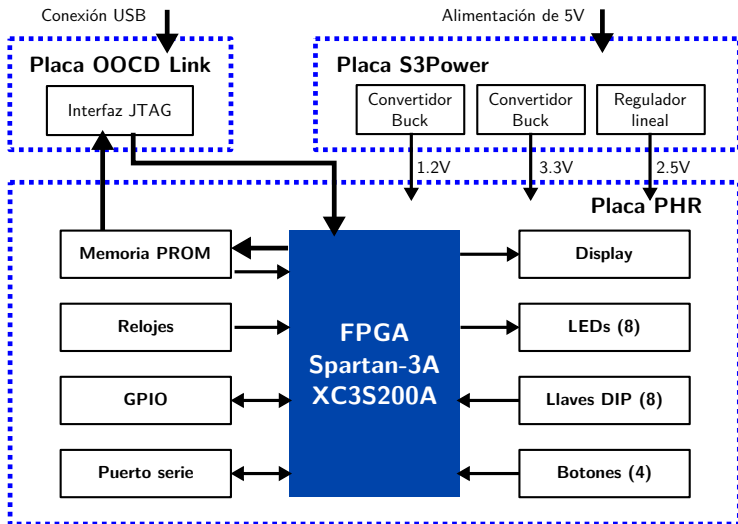 Conexión USB
Alimentación de 5V
Placa OOCD Link
Interfaz JTAG
Placa S3Power
Convertidor
Buck
Convertidor
Buck
Regulador
lineal
1.2V
3.3V
2.5V
Placa PHR
Memoria PROM
Relojes
GPIO
Puerto serie
FPGA
Spartan-3A
XC3S200A
Display
LEDs (8)
Llaves DIP (8)
Botones (4)